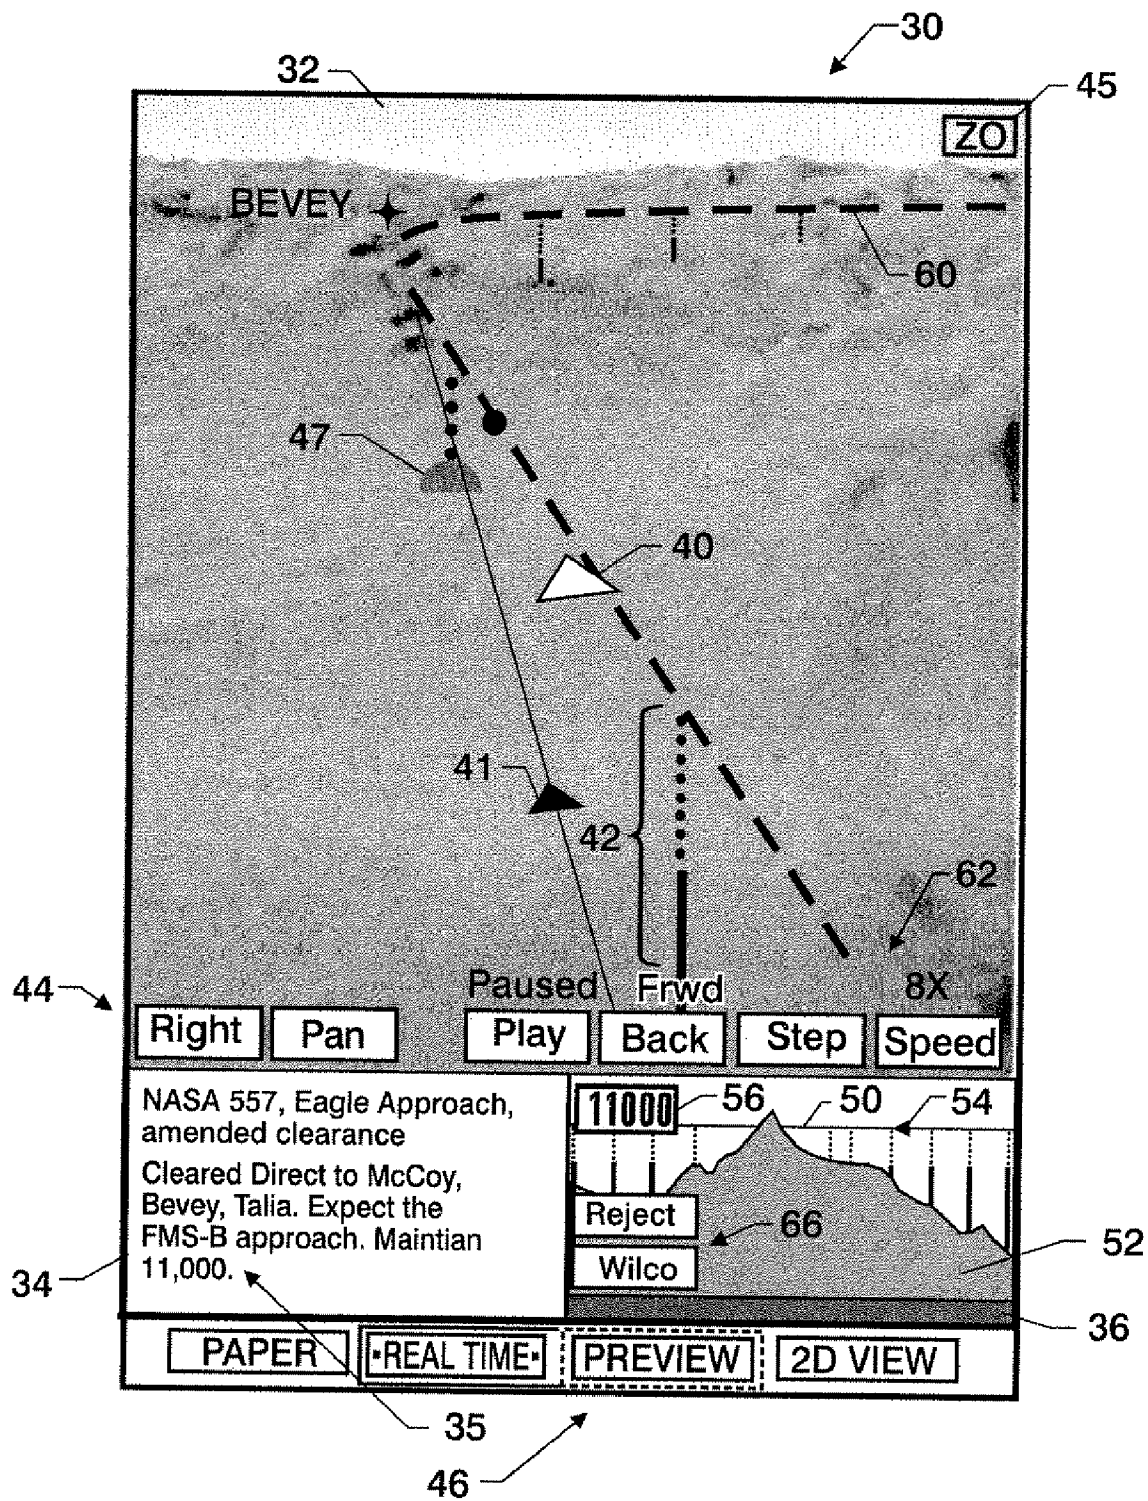 30
32
45
ZO
BEVEY
60
47
40
41
42
62
Paused Frwd 8X
44
Right Pan Play Back Step Speed
NASA 557, Eagle Approach,
amended clearance
Cleared Direct to McCoy,
Bevey, Talia. Expect the
FMS-B approach. Maintian
11,000.
11000 56 50 54
Reject
66
Wilco
52
34
36
PAPER REAL TIME PREVIEW 2D VIEW
35
46